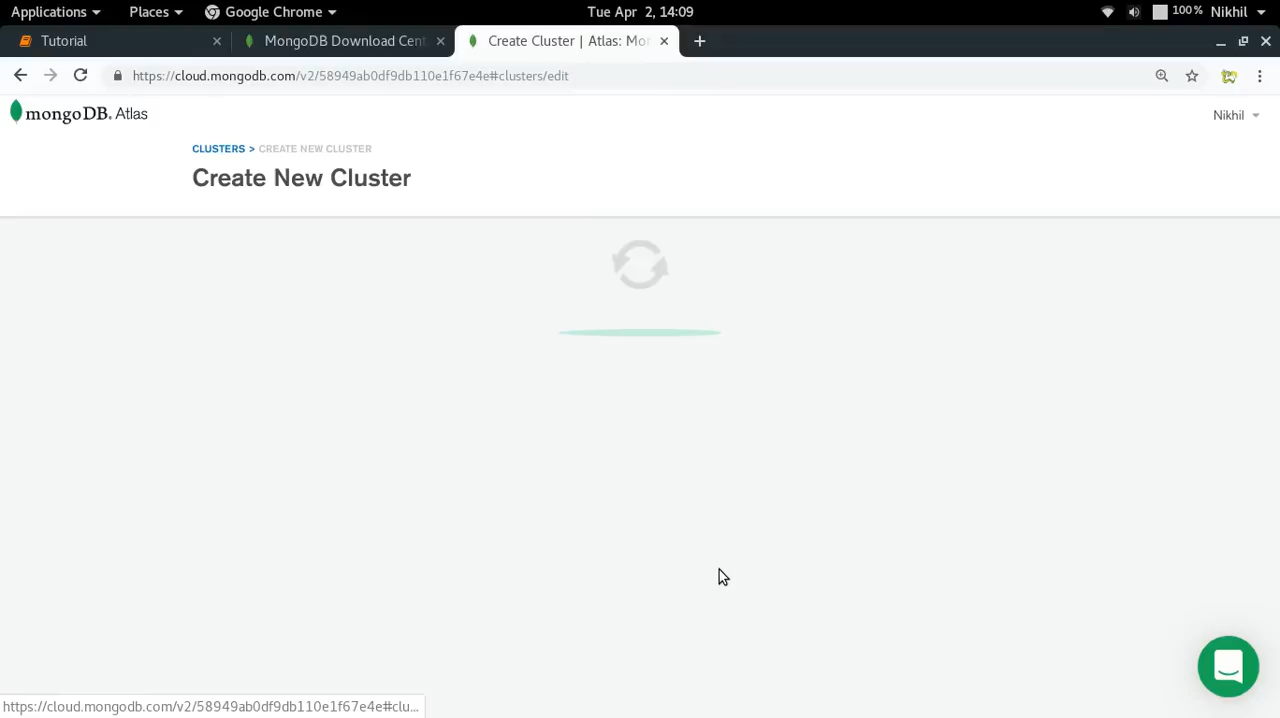 Applications Places Google Chrome Tue Apr 2, 14:09 100% Nikhil
Tutorial MongoDB Download Cent Create Cluster | Atlas: Mon
https://cloud.mongodb.com/v2/58949ab0df9db110e1f67e4e#clusters/edit
mongoDB. Atlas Nikhil
CLUSTERS > CREATE NEW CLUSTER
Create New Cluster
https://cloud.mongodb.com/v2/58949ab0df9db110e1f67e4e#clu...